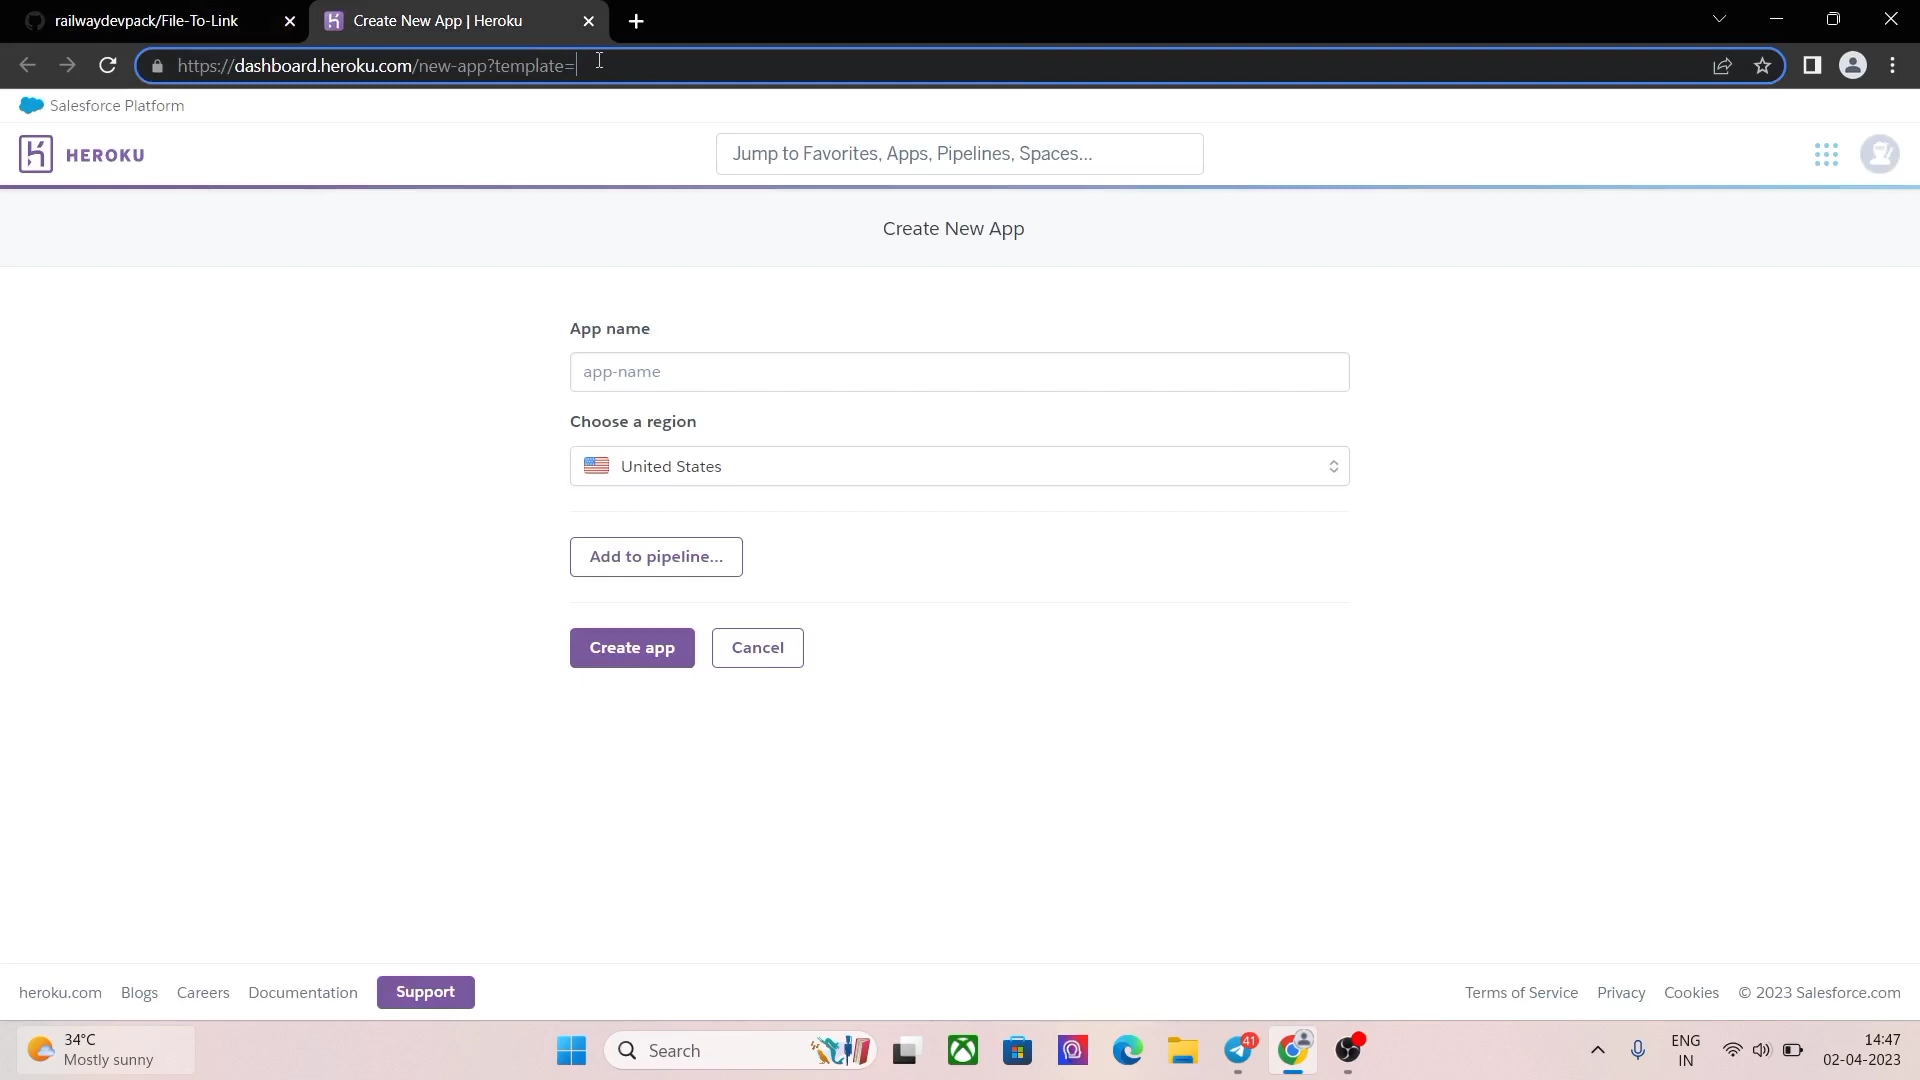 railwaydevpack/File-To-Link
Create New App | Heroku
https://dashboard.heroku.com/new-app?template=
Salesforce Platform
HEROKU
Jump to Favorites, Apps, Pipelines, Spaces...
Create New App
App name
app-name
Choose a region
United States
Add to pipeline...
Create app
Cancel
heroku.com
Blogs
Careers
Documentation
Support
Terms of Service
Privacy
Cookies
© 2023 Salesforce.com
34°C
Mostly sunny
Search
41
ENG
IN
14:47
02-04-2023